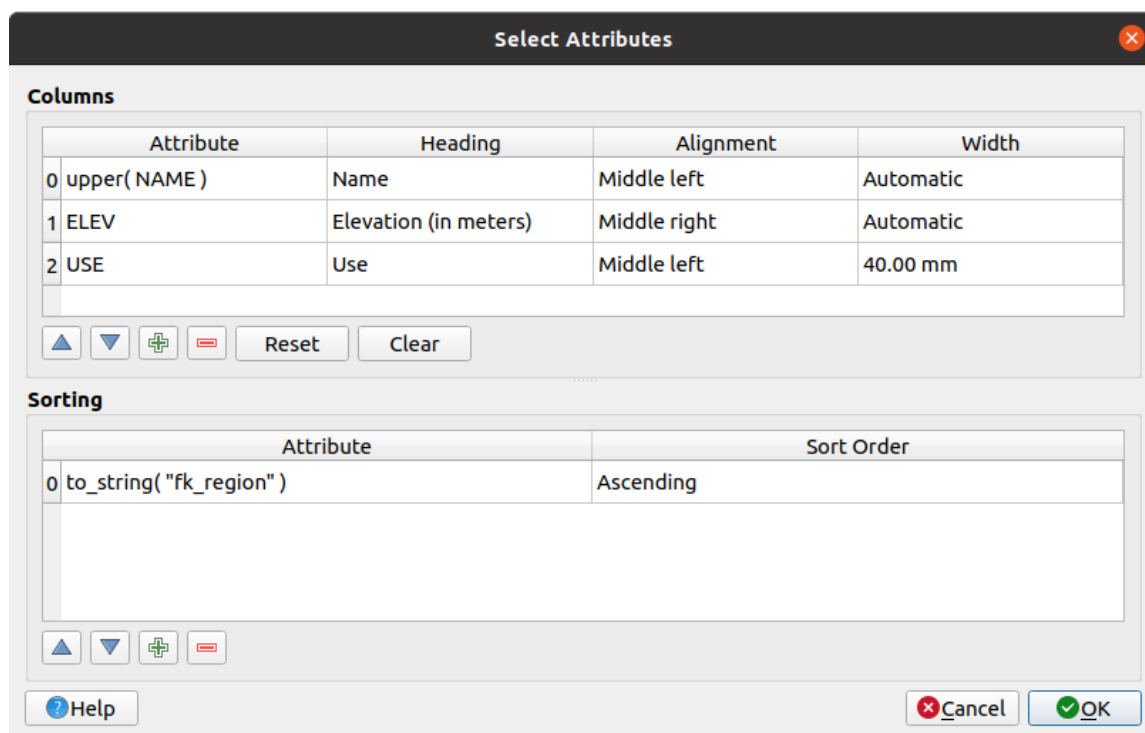 Select Attributes
Columns
Attribute Heading Alignment Width
0 upper( NAME ) Name Middle left Automatic
1 ELEV Elevation (in meters) Middle right Automatic
2 USE Use Middle left 40.00 mm
Reset Clear
Sorting
Attribute Sort Order
0 to_string( "fk_region" ) Ascending
Help Cancel OK